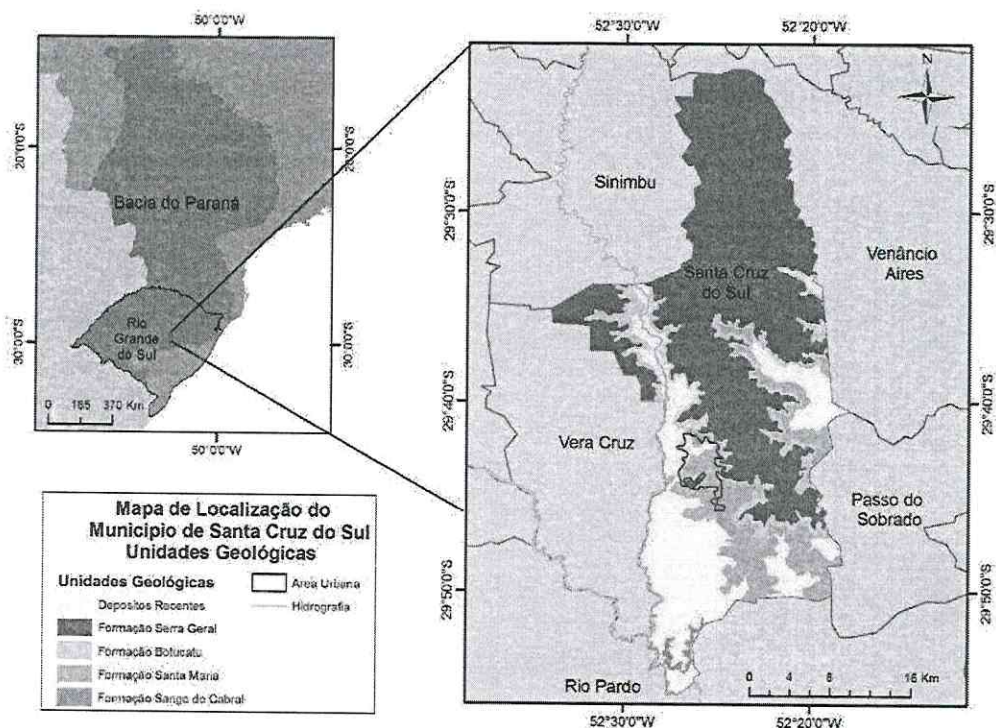 50°0'0"W
20°0'0"S
20°0'0"S
Bacia do Paraná
Rio
Grande
do Sul
30°0'0"S
30°0'0"S
0 185 370 Km
50°0'0"W
Mapa de Localização do
Municipio de Santa Cruz do Sul
Unidades Geológicas
Unidades Geológicas
Depositos Recentes
Formação Serra Geral
Formação Botucatu
Formação Santa Maria
Formação Sanga do Cabral
Area Urbana
Hidrografia
52°30'0"W
52°20'0"W
N
Sinimbu
29°30'0"S
29°30'0"S
Venâncio
Aires
Santa Cruz
do Sul
29°40'0"S
29°40'0"S
Vera Cruz
Passo do
Sobrado
29°50'0"S
29°50'0"S
Rio Pardo
0 4 8 16 Km
52°30'0"W
52°20'0"W